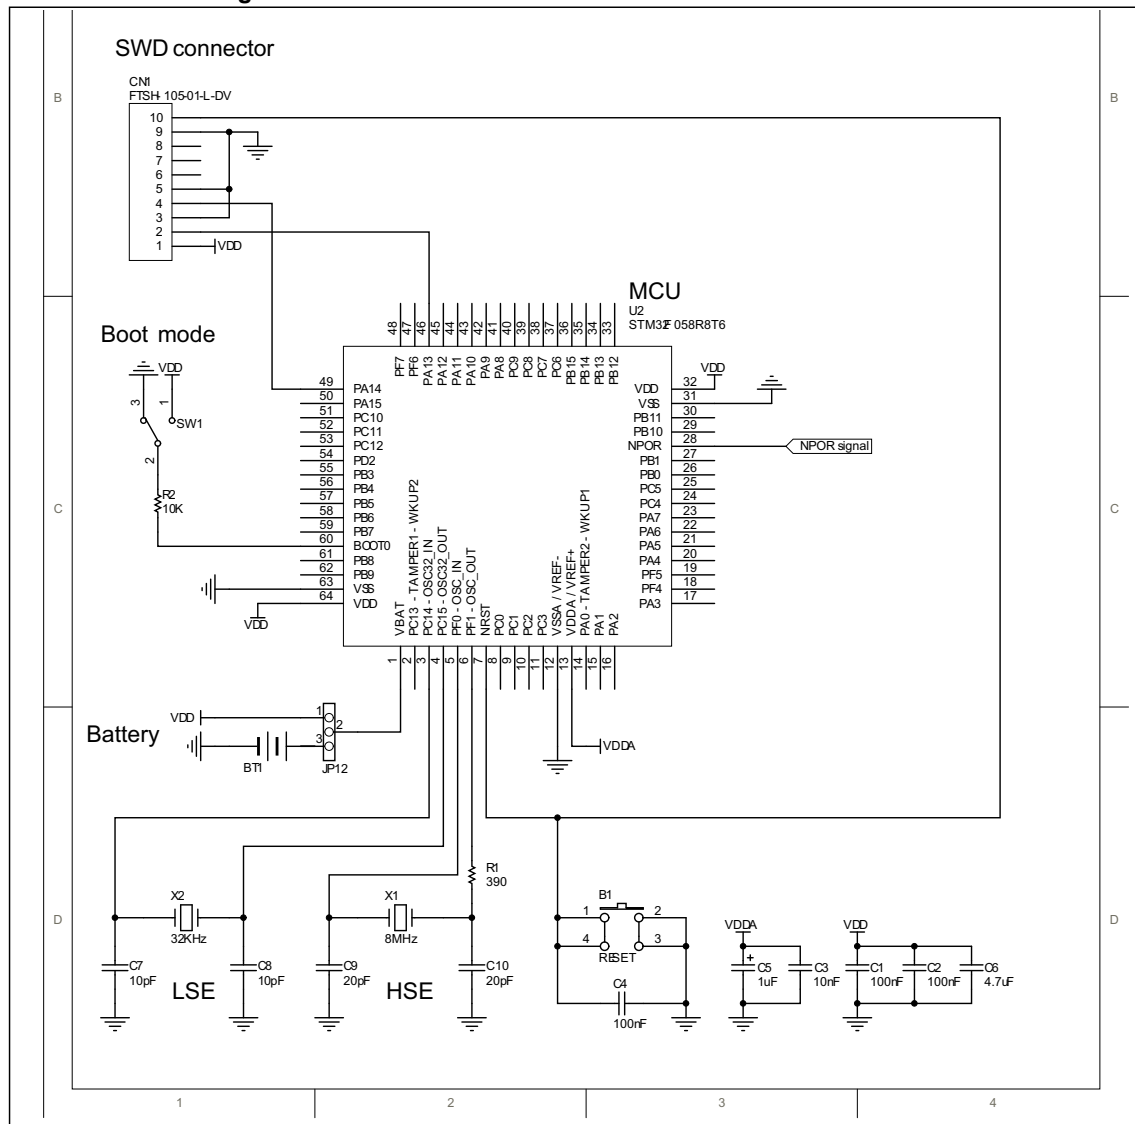 SWD connector
CN1
FTSH-105-01-L-DV
B
B
10
9
8
7
6
5
4
3
2
1
VDD
MCU
U2
STM32F058R8T6
Boot mode
VDD
3
1
SW1
2
R2
10K
48
47
46
45
44
43
42
41
40
39
38
37
36
35
34
33
PF7
PF6
PA13
PA12
PA11
PA10
PA9
PA8
PC9
PC8
PC7
PC6
PB15
PB14
PB13
PB12
49 PA14
50 PA15
51 PC10
52 PC11
53 PC12
54 PD2
55 PB3
56 PB4
57 PB5
58 PB6
59 PB7
60 BOOT0
61 PB8
62 PB9
63 VSS
64 VDD
VDD
VDD 32
VSS 31
PB11 30
PB10 29
NPOR 28
PB1 27
PB0 26
PC5 25
PC4 24
PA7 23
PA6 22
PA5 21
PA4 20
PF5 19
PF4 18
PA3 17
VDD
NPOR signal
C
C
VBAT
PC13 - TAMPER1 - WKUP2
PC14 - OSC32_IN
PC15 - OSC32_OUT
PF0 - OSC_IN
PF1 - OSC_OUT
NRST
PC0
PC1
PC2
PC3
VSSA / VREF-
VDDA / VREF+
PA0 - TAMPER2 - WKUP1
PA1
PA2
1
2
3
4
5
6
7
8
9
10
11
12
13
14
15
16
Battery
VDD
1
2
3
BT1
JP12
VDDA
D
D
X2
32KHz
C7
10pF
C8
10pF
LSE
R1
390
X1
8MHz
C9
20pF
C10
20pF
HSE
B1
1
2
4
3
RESET
C4
100nF
VDDA
C5
1uF
C3
10nF
VDD
C1
100nF
C2
100nF
C6
4.7uF
1
2
3
4